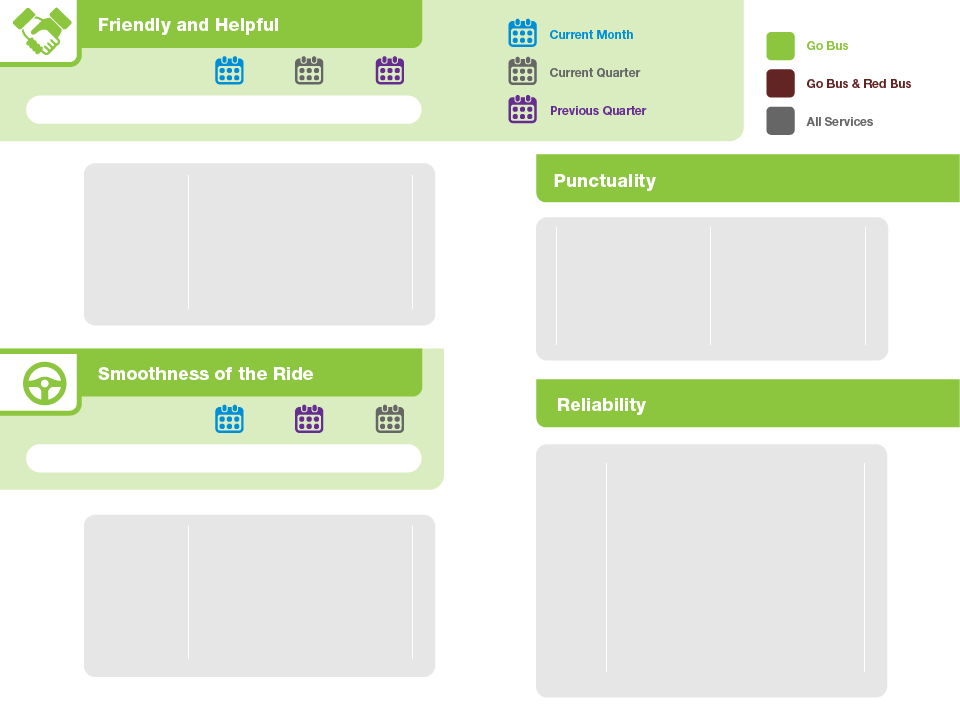 Friendly and Helpful
Current Month
Current Quarter
Previous Quarter
Go Bus
Go Bus & Red Bus
All Services
Punctuality
Smoothness of the Ride
Reliability